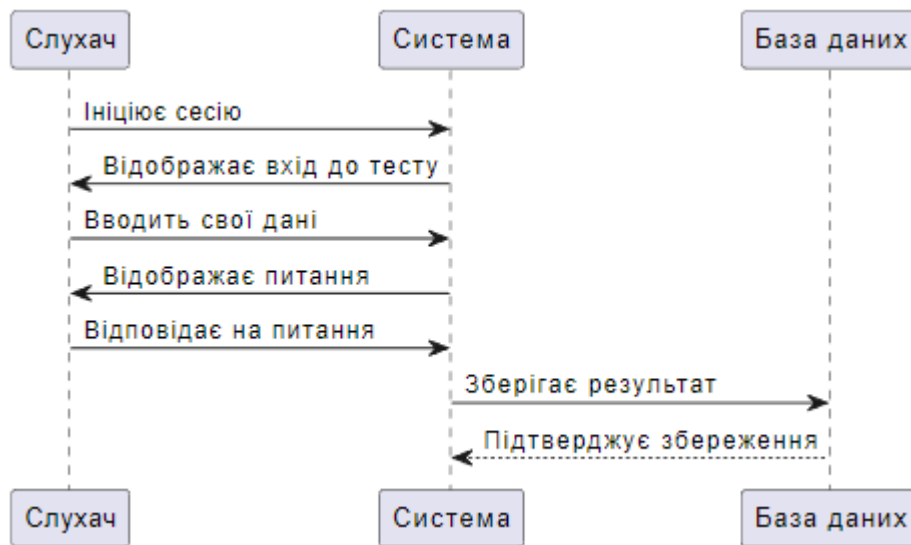 Слухач
Система
База даних
Ініціює сесію
Відображає вхід до тесту
Вводить свої дані
Відображає питання
Відповідає на питання
Зберігає результат
Підтверджує збереження
Слухач
Система
База даних